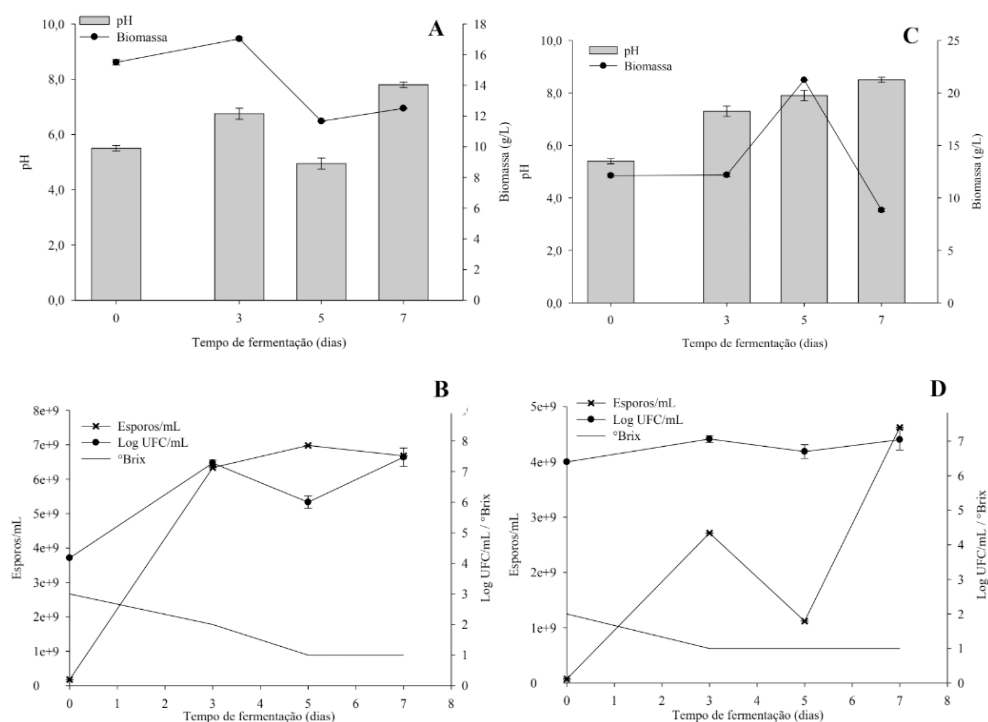 A
pH
Biomassa
10,0
8,0
6,0
4,0
2,0
0,0
pH
18
16
14
12
10
8
6
4
2
0
Biomassa (g/L)
0 3 5 7
Tempo de fermentação (dias)
C
pH
Biomassa
10,0
8,0
6,0
4,0
2,0
0,0
pH
25
20
15
10
5
0
Biomassa (g/L)
0 3 5 7
Tempo de fermentação (dias)
B
Esporos/mL
Log UFC/mL
°Brix
8e+9
7e+9
6e+9
5e+9
4e+9
3e+9
2e+9
1e+9
0
Esporos/mL
8
7
6
5
4
3
2
1
0
Log UFC/mL / °Brix
0 1 2 3 4 5 6 7 8
Tempo de fermentação (dias)
D
Esporos/mL
Log UFC/mL
°Brix
5e+9
4e+9
3e+9
2e+9
1e+9
0
Esporos/mL
7
6
5
4
3
2
1
0
Log UFC/mL / °Brix
0 1 2 3 4 5 6 7 8
Tempo de fermentação (dias)